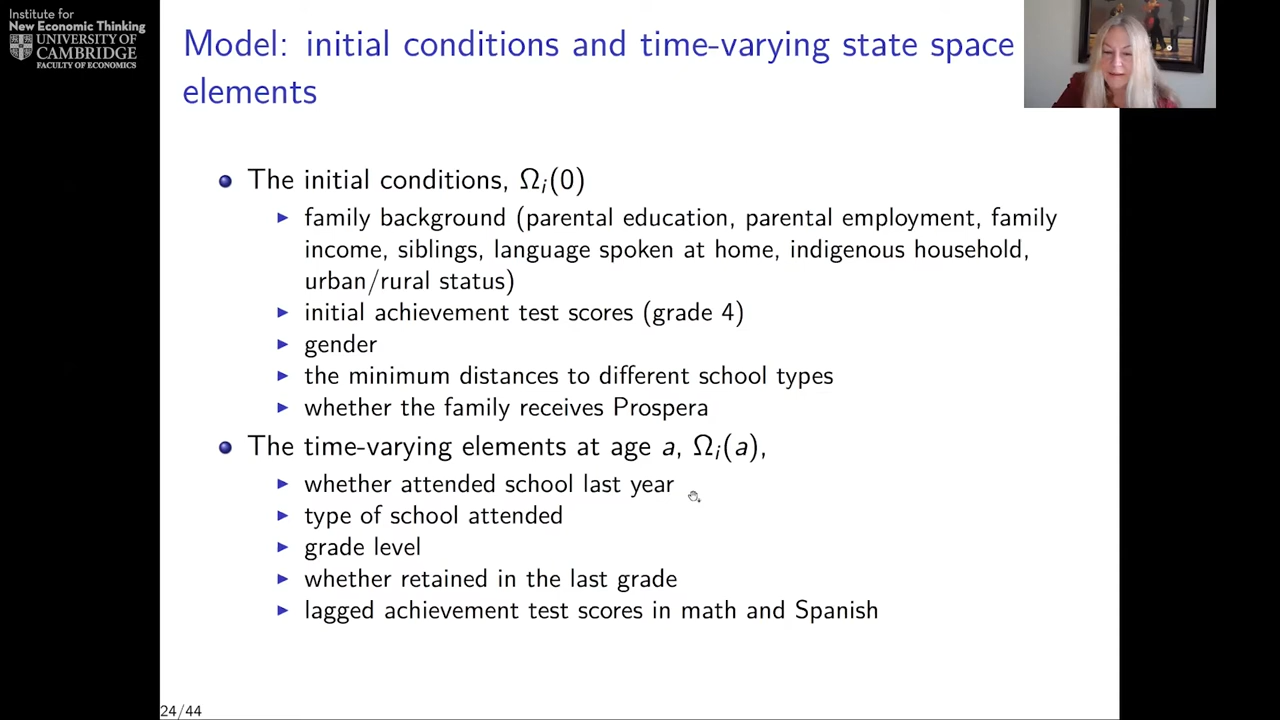 Institute for
New Economic Thinking
UNIVERSITY OF
CAMBRIDGE
FACULTY OF ECONOMICS
Model: initial conditions and time-varying state space
elements
The initial conditions, Ωᵢ(0)
family background (parental education, parental employment, family
income, siblings, language spoken at home, indigenous household,
urban/rural status)
initial achievement test scores (grade 4)
gender
the minimum distances to different school types
whether the family receives Prospera
The time-varying elements at age a, Ωᵢ(a),
whether attended school last year
type of school attended
grade level
whether retained in the last grade
lagged achievement test scores in math and Spanish
24/44